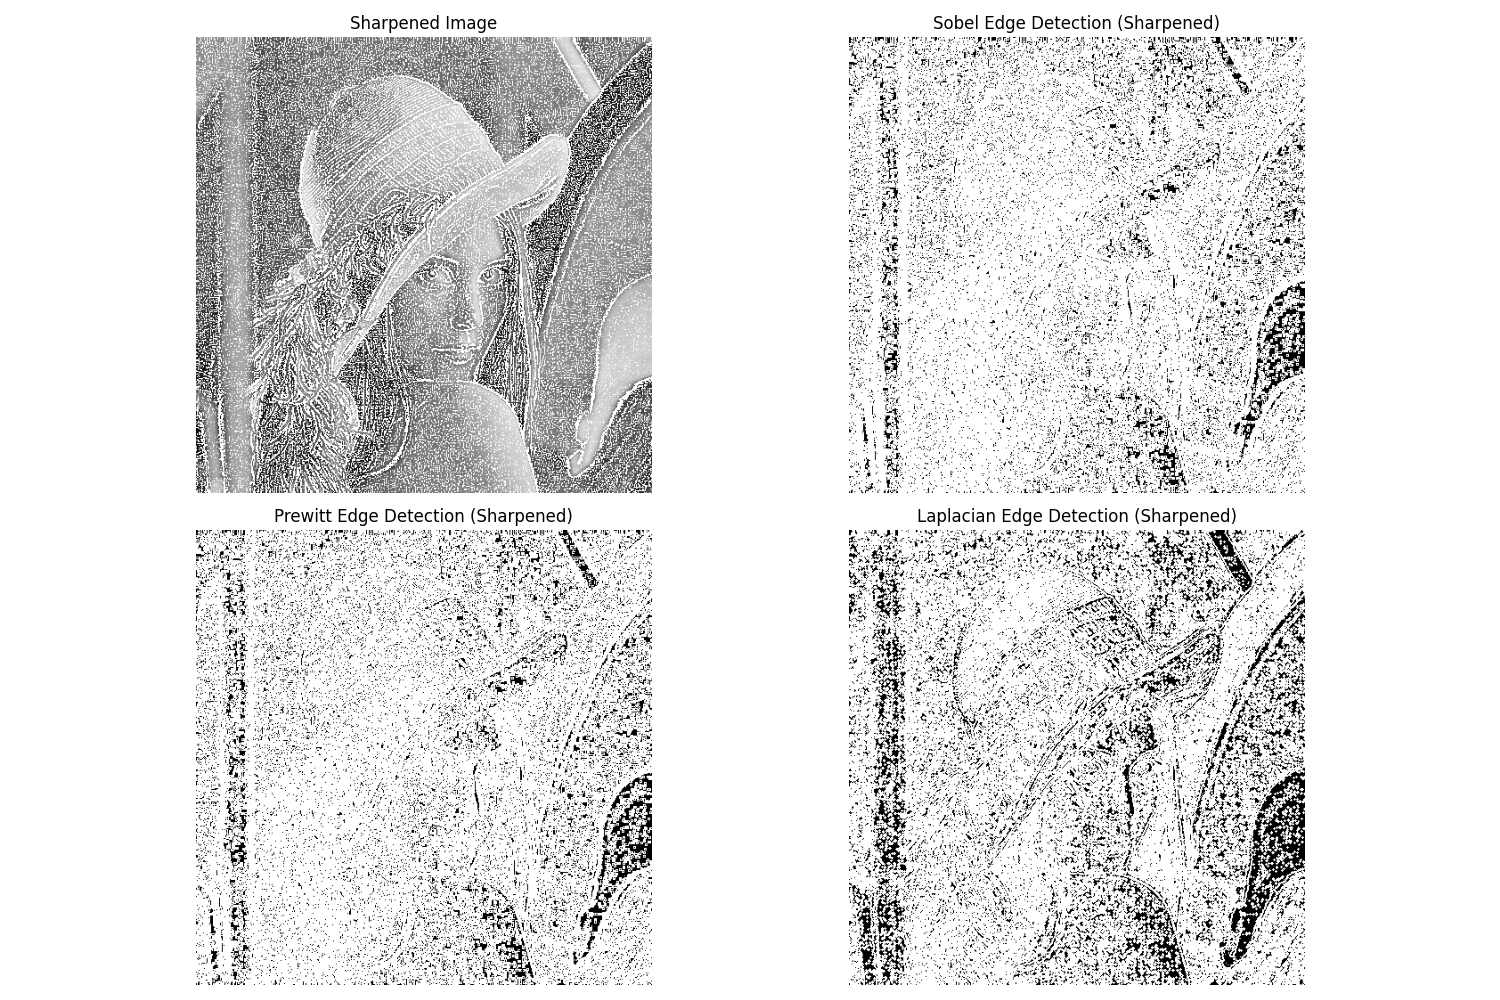 Sharpened Image
Sobel Edge Detection (Sharpened)
Prewitt Edge Detection (Sharpened)
Laplacian Edge Detection (Sharpened)